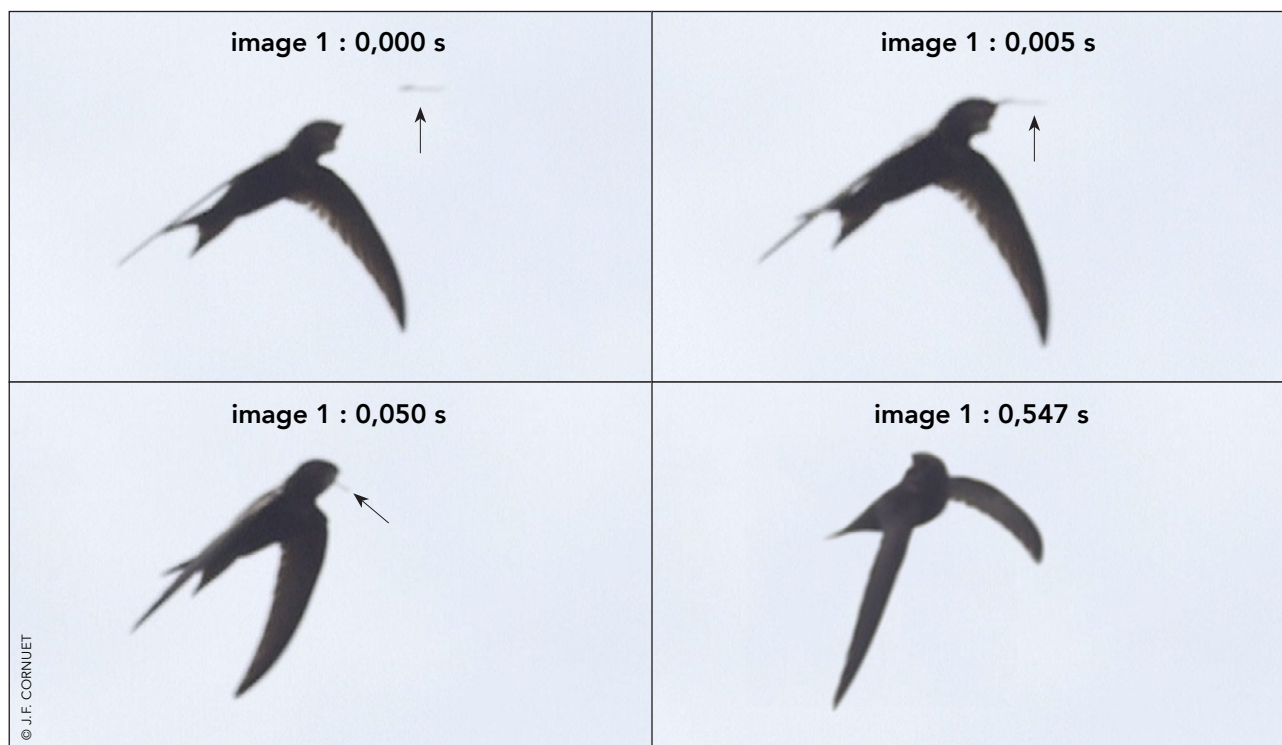 image 1 : 0,000 s
image 1 : 0,005 s
image 1 : 0,050 s
image 1 : 0,547 s
© J.F. CORNUET